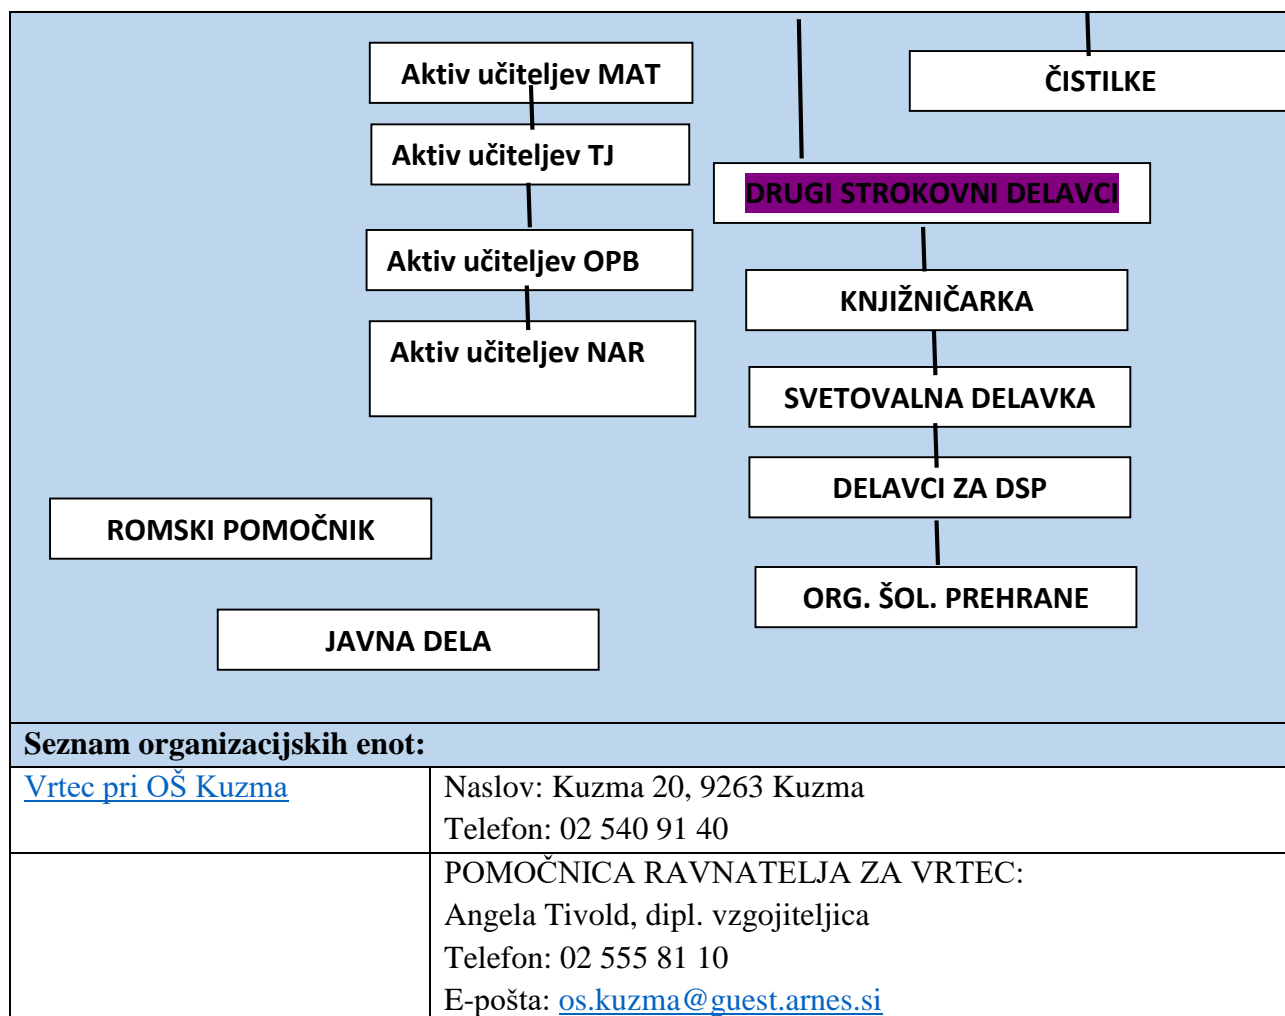 Aktiv učiteljev MAT
Aktiv učiteljev TJ
Aktiv učiteljev OPB
Aktiv učiteljev NAR
ČISTILKE
DRUGI STROKOVNI DELAVCI
KNJIŽNIČARKA
SVETOVALNA DELAVKA
DELAVCI ZA DSP
ORG. ŠOL. PREHRANE
ROMSKI POMOČNIK
JAVNA DELA
Seznam organizacijskih enot:
Vrtec pri OŠ Kuzma
Naslov: Kuzma 20, 9263 Kuzma
Telefon: 02 540 91 40
POMOČNICA RAVNATELJA ZA VRTEC:
Angela Tivold, dipl. vzgojiteljica
Telefon: 02 555 81 10
E-pošta: os.kuzma@guest.arnes.si